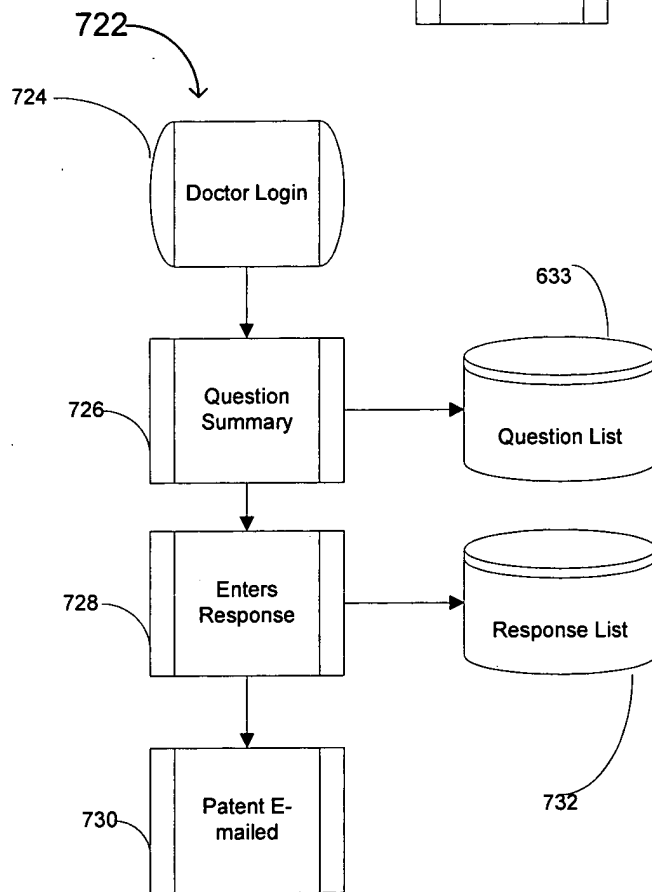 722
724
Doctor Login
633
Question
Summary
726
Question List
Enters
Response
728
Response List
Patent E-
mailed
730
732